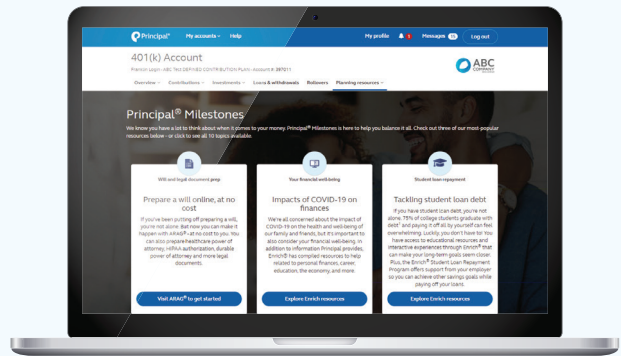 Principal® My accounts Help My profile 1 Messages Log out
401(k) Account
ABC
COMPANY
Overview Contributions Investments Loans & withdrawals Rollovers Planning resources
Principal® Milestones
We know you have a lot to think about when it comes to your money. Principal® Milestones is here to help you balance it all. Check out three of our most-popular
resources below—or click to see all 10 topics available.
Will and legal document prep
Prepare a will online, at no
cost
If you've been putting off preparing a will,
you're not alone. But now you can make it
happen with ARAG®—at no cost to you. You
can also prepare healthcare power of
attorney, HIPAA authorization, durable
power of attorney and more legal
documents.
Visit ARAG® to get started
Your financial well-being
Impacts of COVID-19 on
finances
We're all concerned about the impact of
COVID-19 on the health and well-being of
our family and friends, but it's important to
also consider your financial well-being. In
addition to information Principal provides,
Enrich® has compiled resources to help
related to personal finances, career,
education, the economy, and more.
Explore Enrich resources
Student loan repayment
Tackling student loan debt
If you have student loan debt, you're not
alone. 75% of college students graduate with
debt¹ and paying it off all by yourself can feel
overwhelming. Luckily, you don't have to! You
have access to educational resources and
interactive experiences through Enrich® that
can make your long-term goals seem closer.
Plus, the Enrich® Student Loan Repayment
Program offers support from your employer
so you can achieve other savings goals while
paying off your loans.
Explore Enrich resources